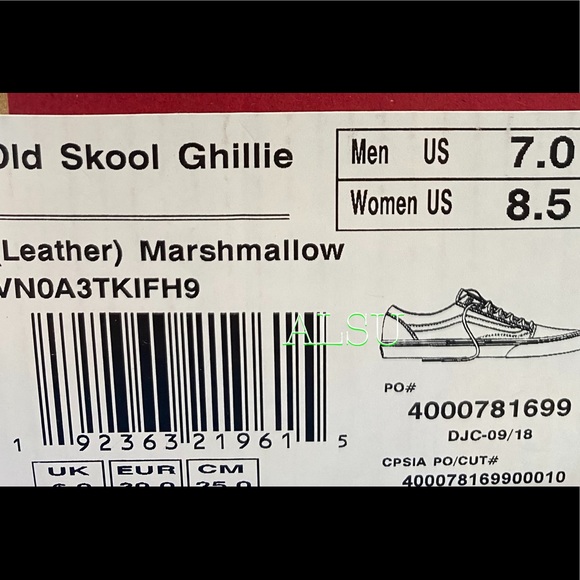 Old Skool Ghillie
Men US 7.0
Women US 8.5
(Leather) Marshmallow
VN0A3TKIFH9
ALSU
1 92363 21961 5
PO#
4000781699
DJC-09/18
CPSIA PO/CUT#
400078169900010
UK EUR CM